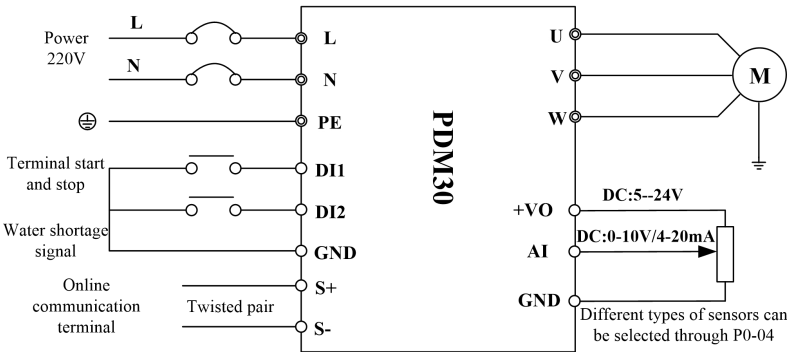 Power
220V
L
N
L
N
PE
Terminal start
and stop
DI1
DI2
Water shortage
signal
GND
Online
communication
terminal
Twisted pair
S+
S-
PDM30
U
V
W
M
+VO
DC:5--24V
AI
DC:0-10V/4-20mA
GND
Different types of sensors can
be selected through P0-04